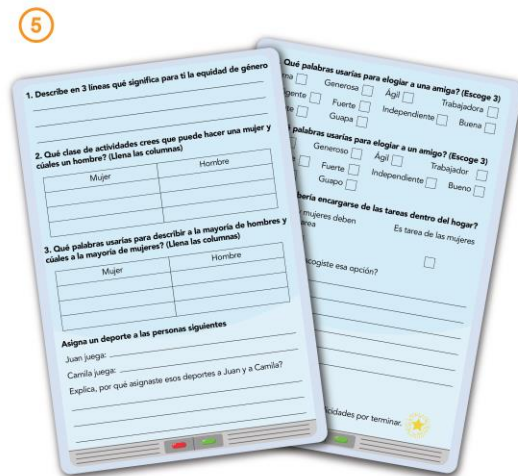 5
1. Describe en 3 líneas qué significa para ti la equidad de género
2. Qué clase de actividades crees que puede hacer una mujer y
cúales un hombre? (Llena las columnas)
Mujer Hombre
3. Qué palabras usarías para describir a la mayoría de hombres y
cúales a la mayoría de mujeres? (Llena las columnas)
Mujer Hombre
Asigna un deporte a las personas siguientes
Juan juega:
Camila juega:
Explica, por qué asignaste esos deportes a Juan y a Camila?
Qué palabras usarías para elogiar a una amiga? (Escoge 3)
Generosa Ágil Trabajadora
Fuerte Independiente Buena
Guapa
palabras usarías para elogiar a un amigo? (Escoge 3)
Generoso Ágil Trabajador
Fuerte Independiente Bueno
Guapo
encargarse de las tareas dentro del hogar?
mujeres deben Es tarea de las mujeres
escogiste esa opción?
por terminar.